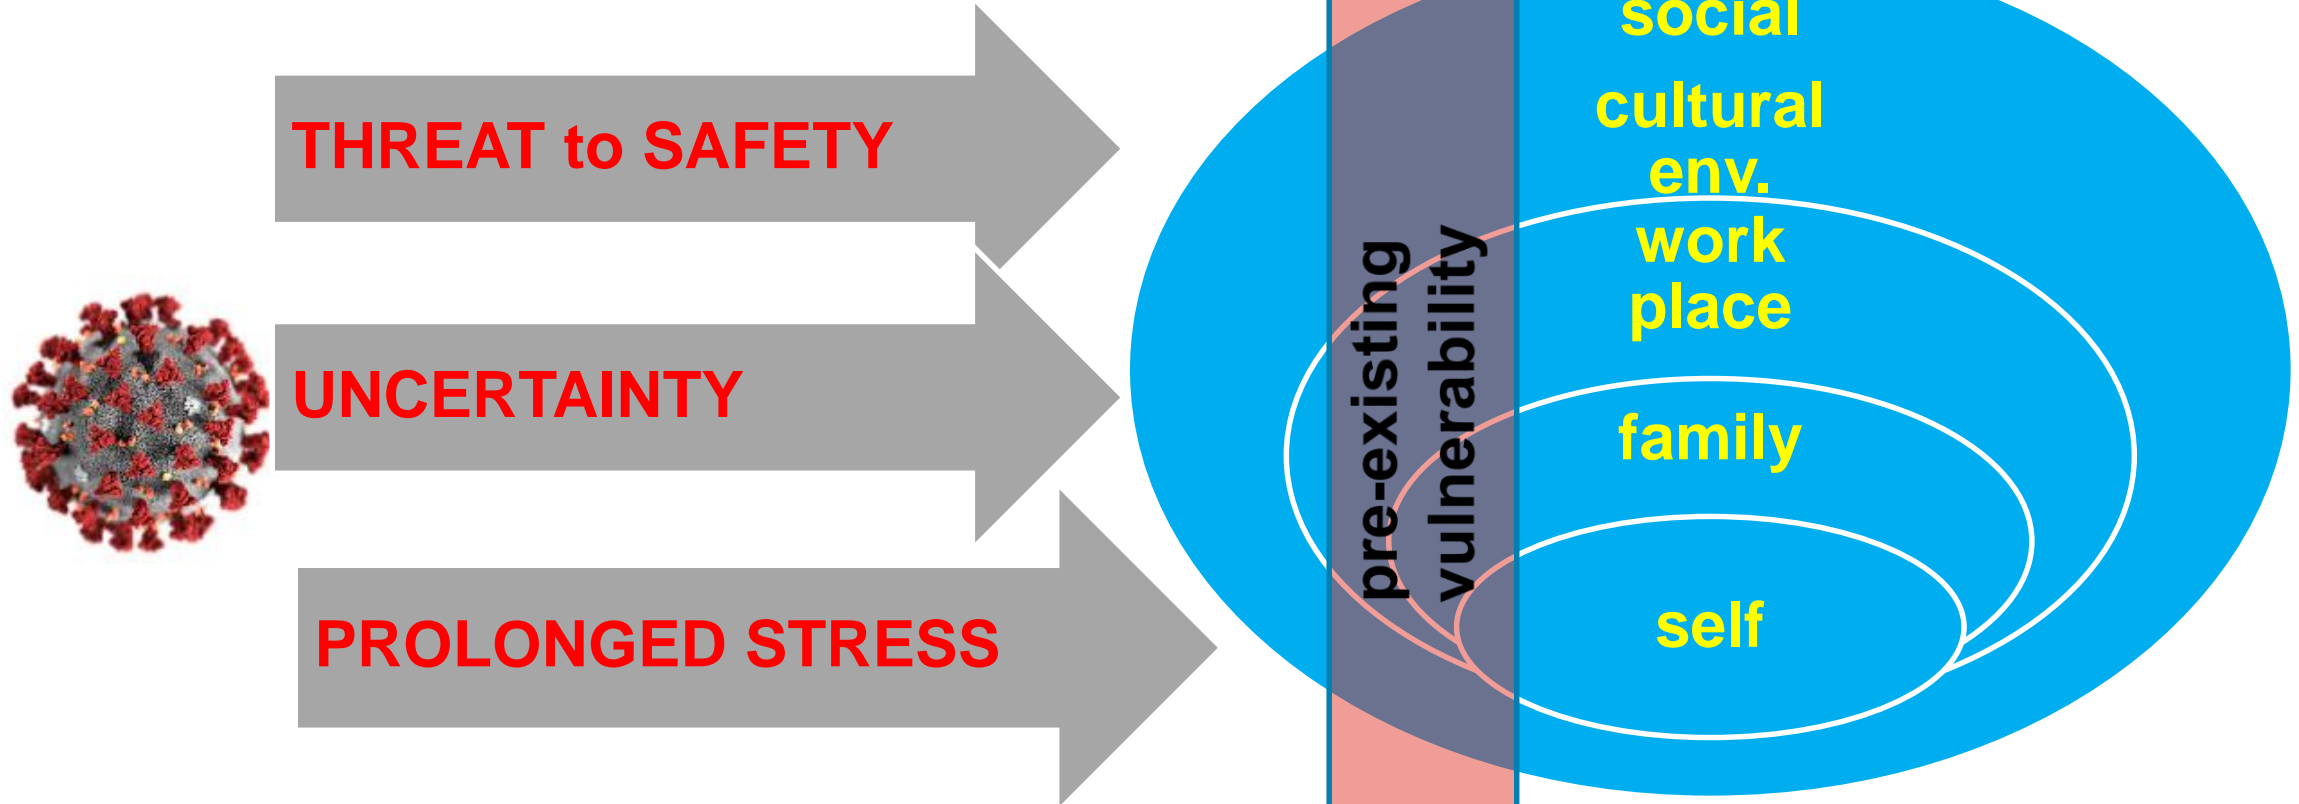 THREAT to SAFETY
UNCERTAINTY
PROLONGED STRESS
pre-existing
vulnerability
social
cultural
env.
work
place
family
self